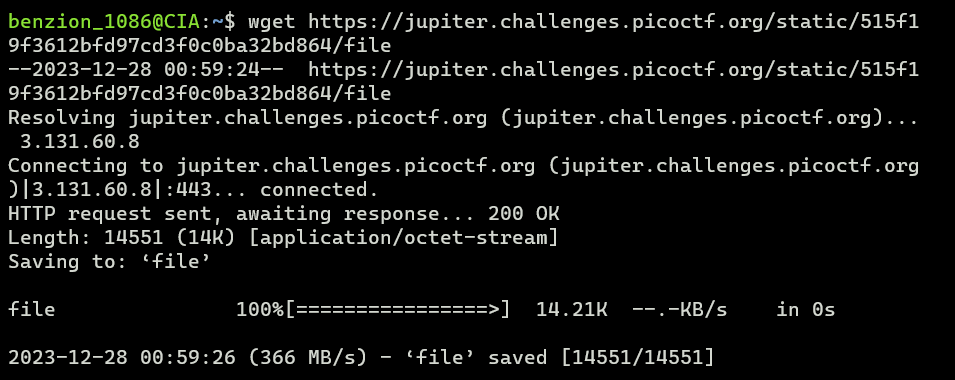 benzion_1086@CIA:~$ wget https://jupiter.challenges.picoctf.org/static/515f1
9f3612bfd97cd3f0c0ba32bd864/file
--2023-12-28 00:59:24--  https://jupiter.challenges.picoctf.org/static/515f1
9f3612bfd97cd3f0c0ba32bd864/file
Resolving jupiter.challenges.picoctf.org (jupiter.challenges.picoctf.org)...
 3.131.60.8
Connecting to jupiter.challenges.picoctf.org (jupiter.challenges.picoctf.org
)|3.131.60.8|:443... connected.
HTTP request sent, awaiting response... 200 OK
Length: 14551 (14K) [application/octet-stream]
Saving to: ‘file’
file               100%[================>]  14.21K  --.-KB/s    in 0s
2023-12-28 00:59:26 (366 MB/s) - ‘file’ saved [14551/14551]